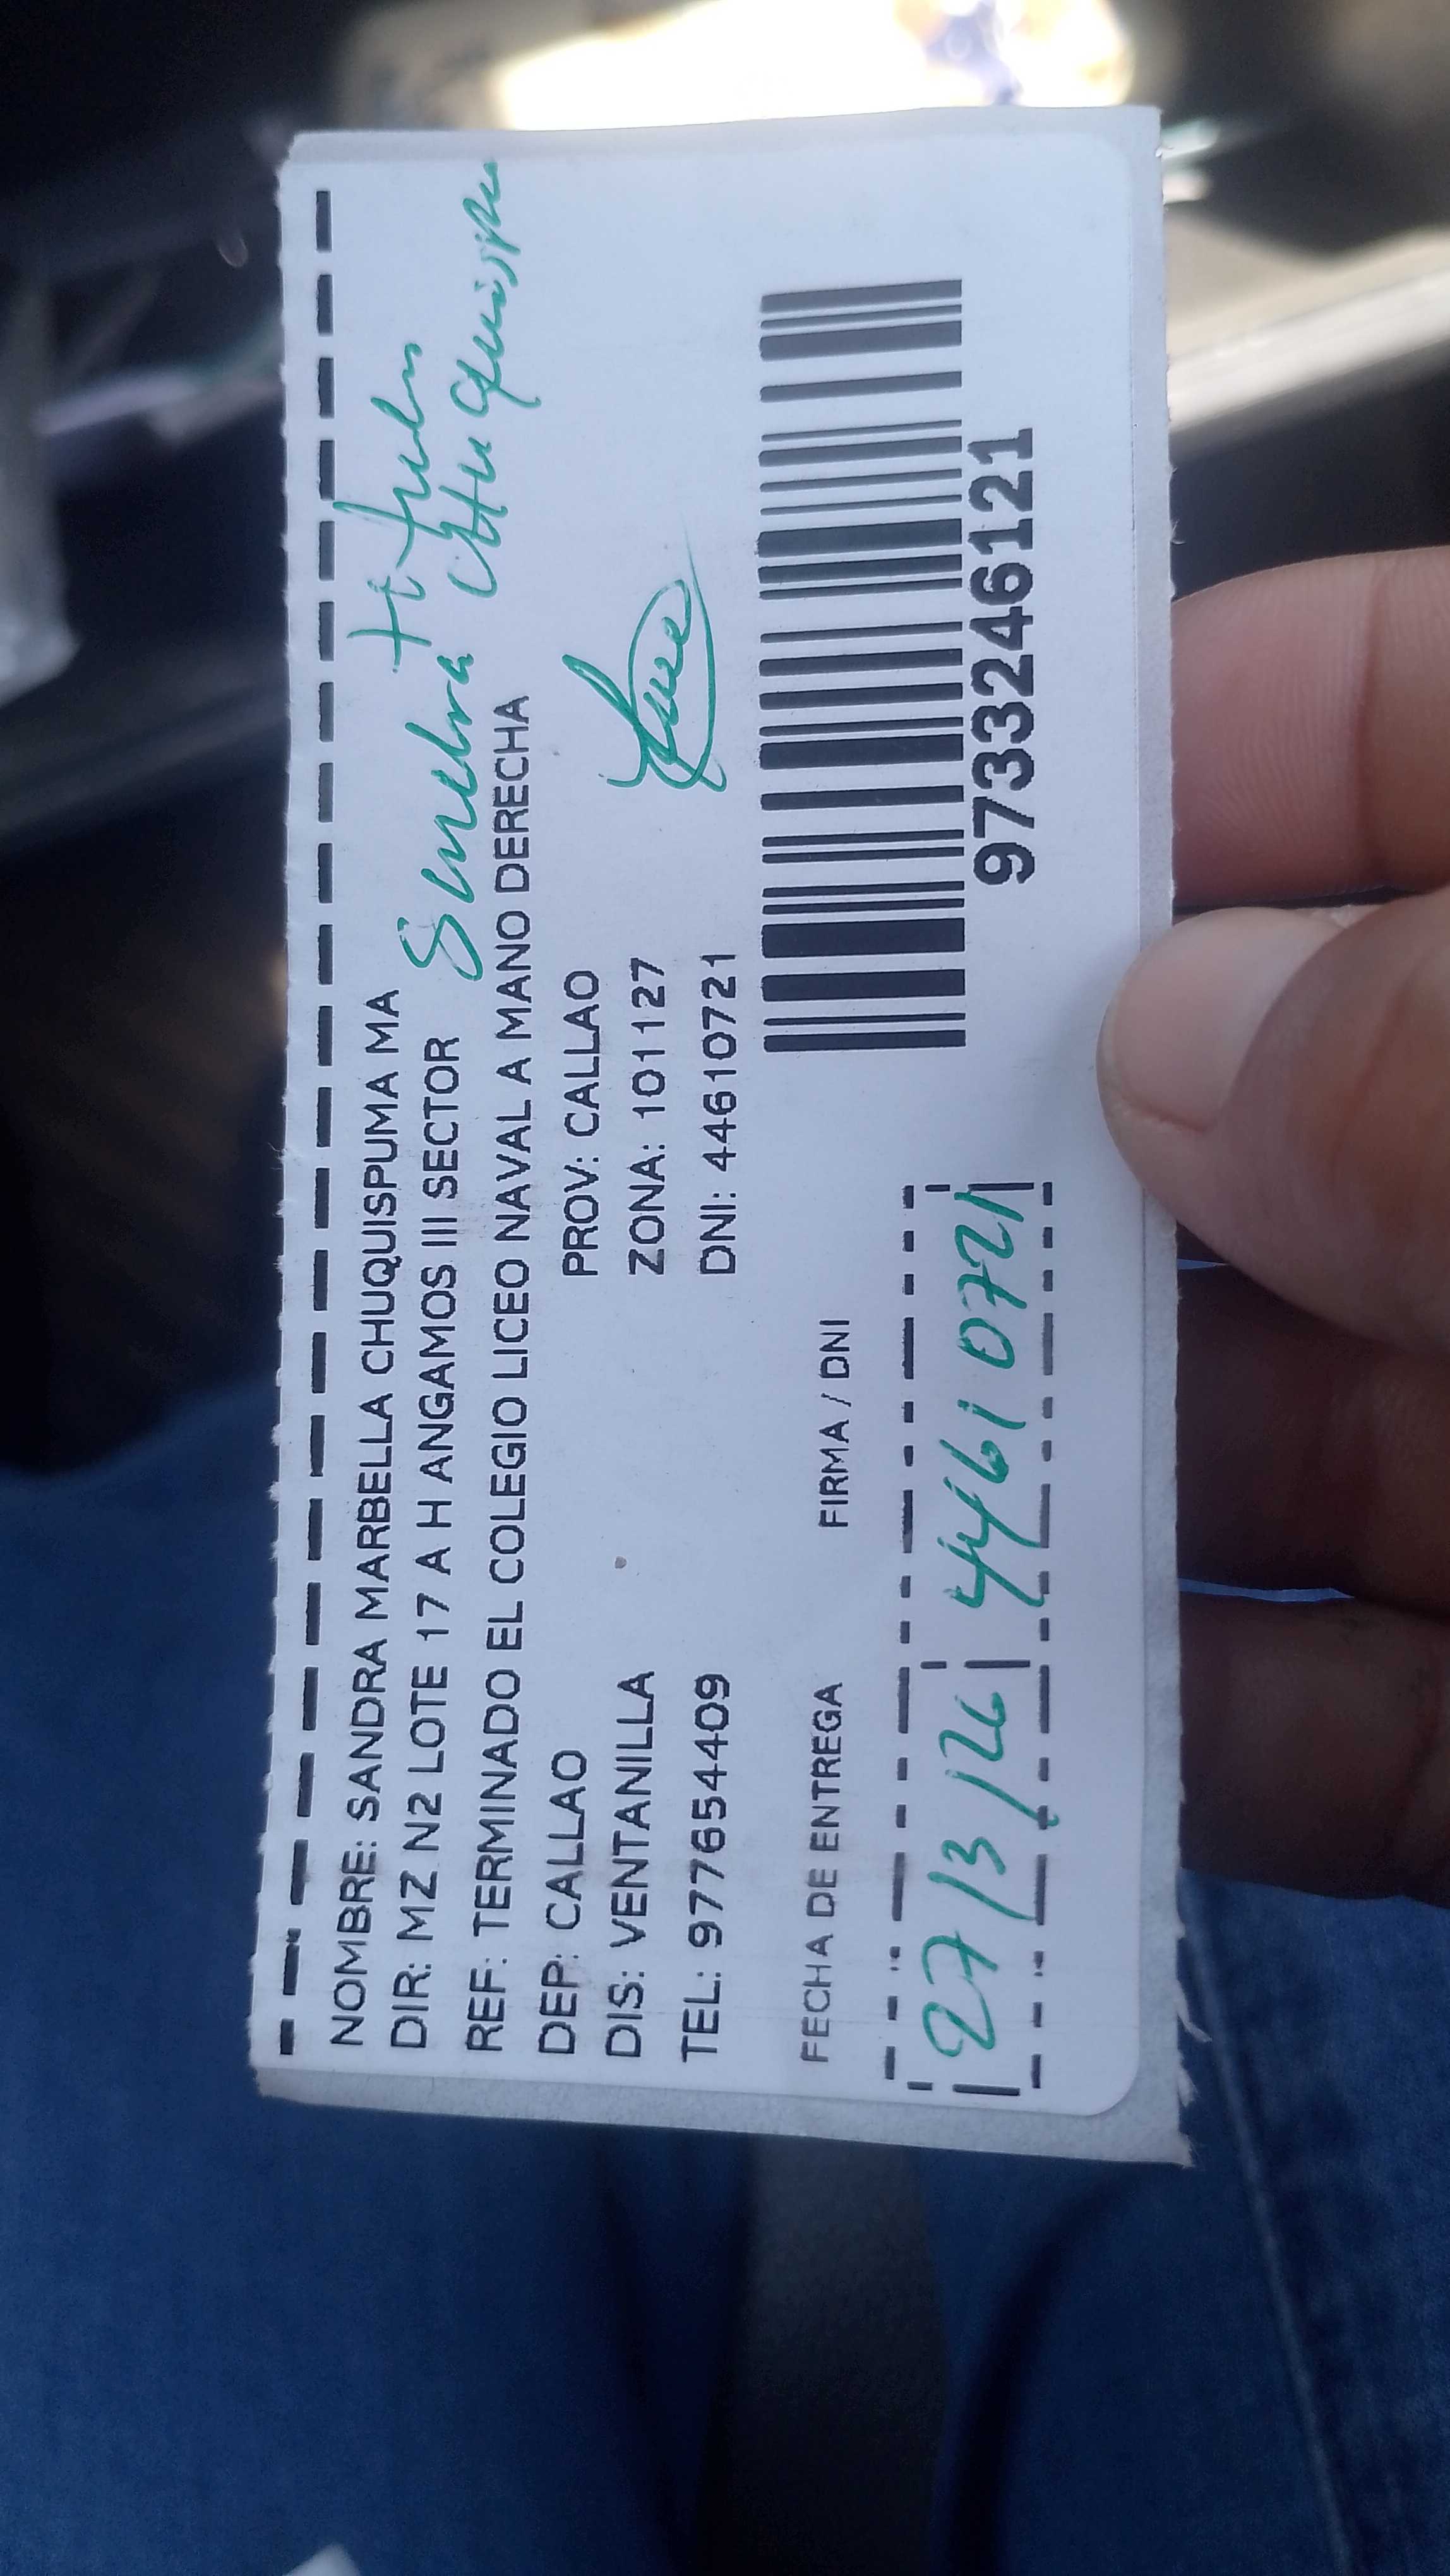 NOMBRE: SANDRA MARBELLA CHUQUISPUMA MA
DIR: MZ N2 LOTE 17 A H ANGAMOS III SECTOR
REF: TERMINADO EL COLEGIO LICEO NAVAL A MANO DERECHA
DEP: CALLAO PROV: CALLAO
DIS: VENTANILLA ZONA: 101127
TEL: 977654409 DNI: 44610721
FECHA DE ENTREGA FIRMA / DNI
27/3/26 44610721
9733246121